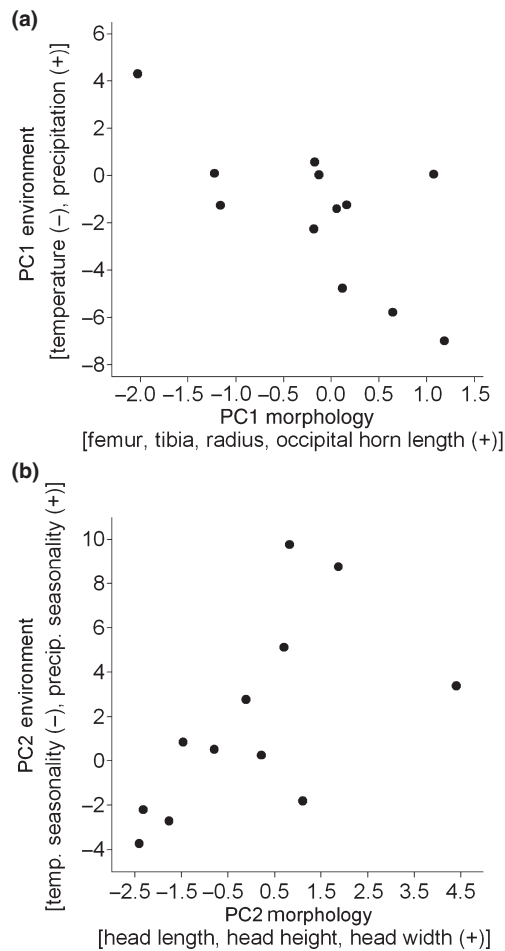 (a)
6
4
2
0
−2
−4
−6
−8
PC1 environment
[temperature (−), precipitation (+)]
−2.0 −1.5 −1.0 −0.5 0.0 0.5 1.0 1.5
PC1 morphology
[femur, tibia, radius, occipital horn length (+)]
(b)
10
8
6
4
2
0
−2
−4
PC2 environment
[temp. seasonality (−), precip. seasonality (+)]
−2.5 −1.5 −0.5 0.5 1.5 2.5 3.5 4.5
PC2 morphology
[head length, head height, head width (+)]